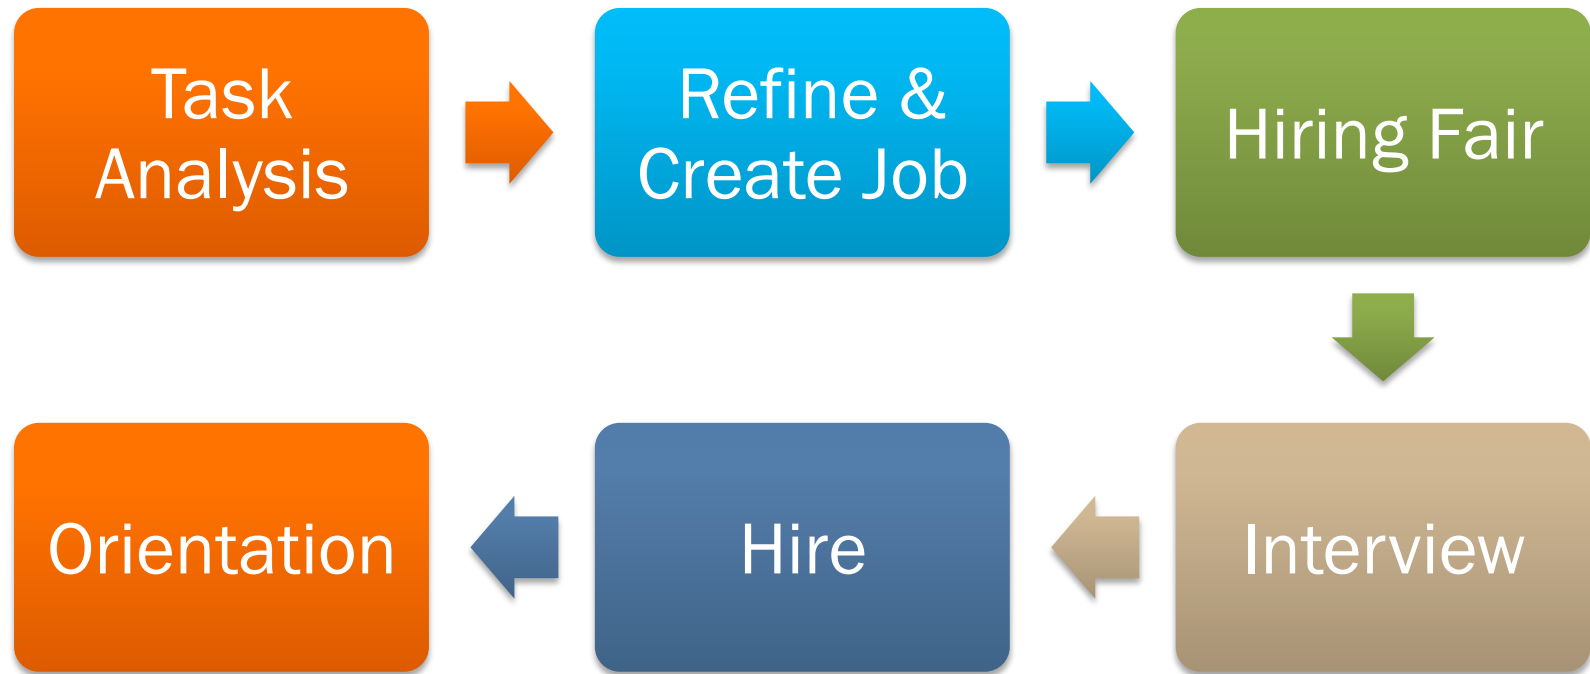 Task
Analysis
Refine &
Create Job
Hiring Fair
Interview
Hire
Orientation